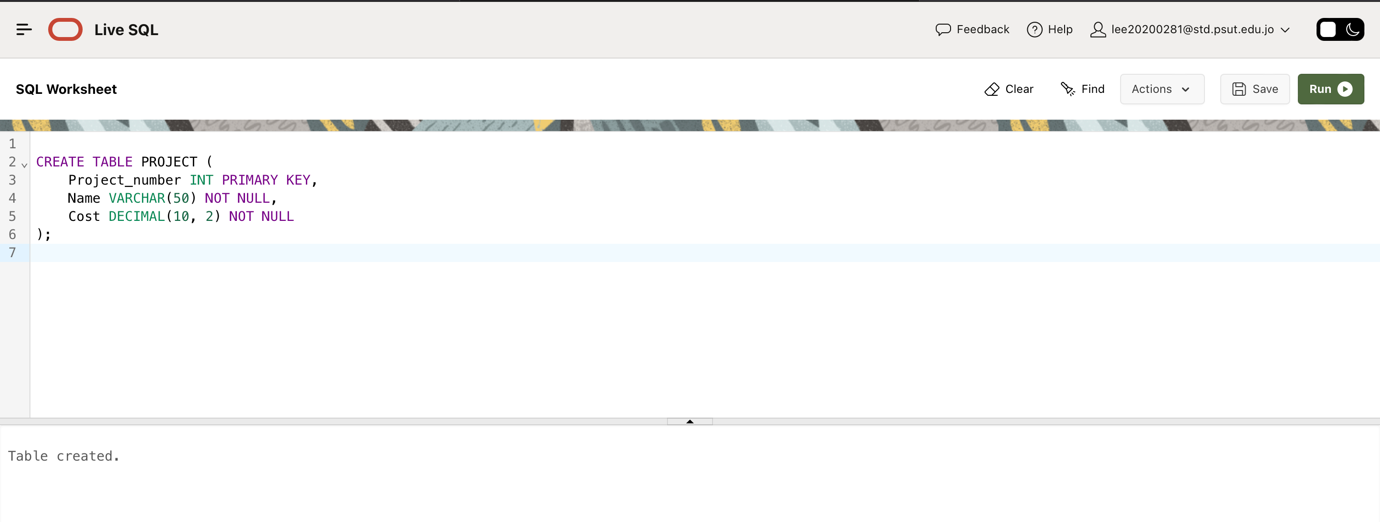 Live SQL
Feedback
Help
lee20200281@std.psut.edu.jo
SQL Worksheet
Clear
Find
Actions
Save
Run
1
2 CREATE TABLE PROJECT (
3     Project_number INT PRIMARY KEY,
4     Name VARCHAR(50) NOT NULL,
5     Cost DECIMAL(10, 2) NOT NULL
6 );
7
Table created.